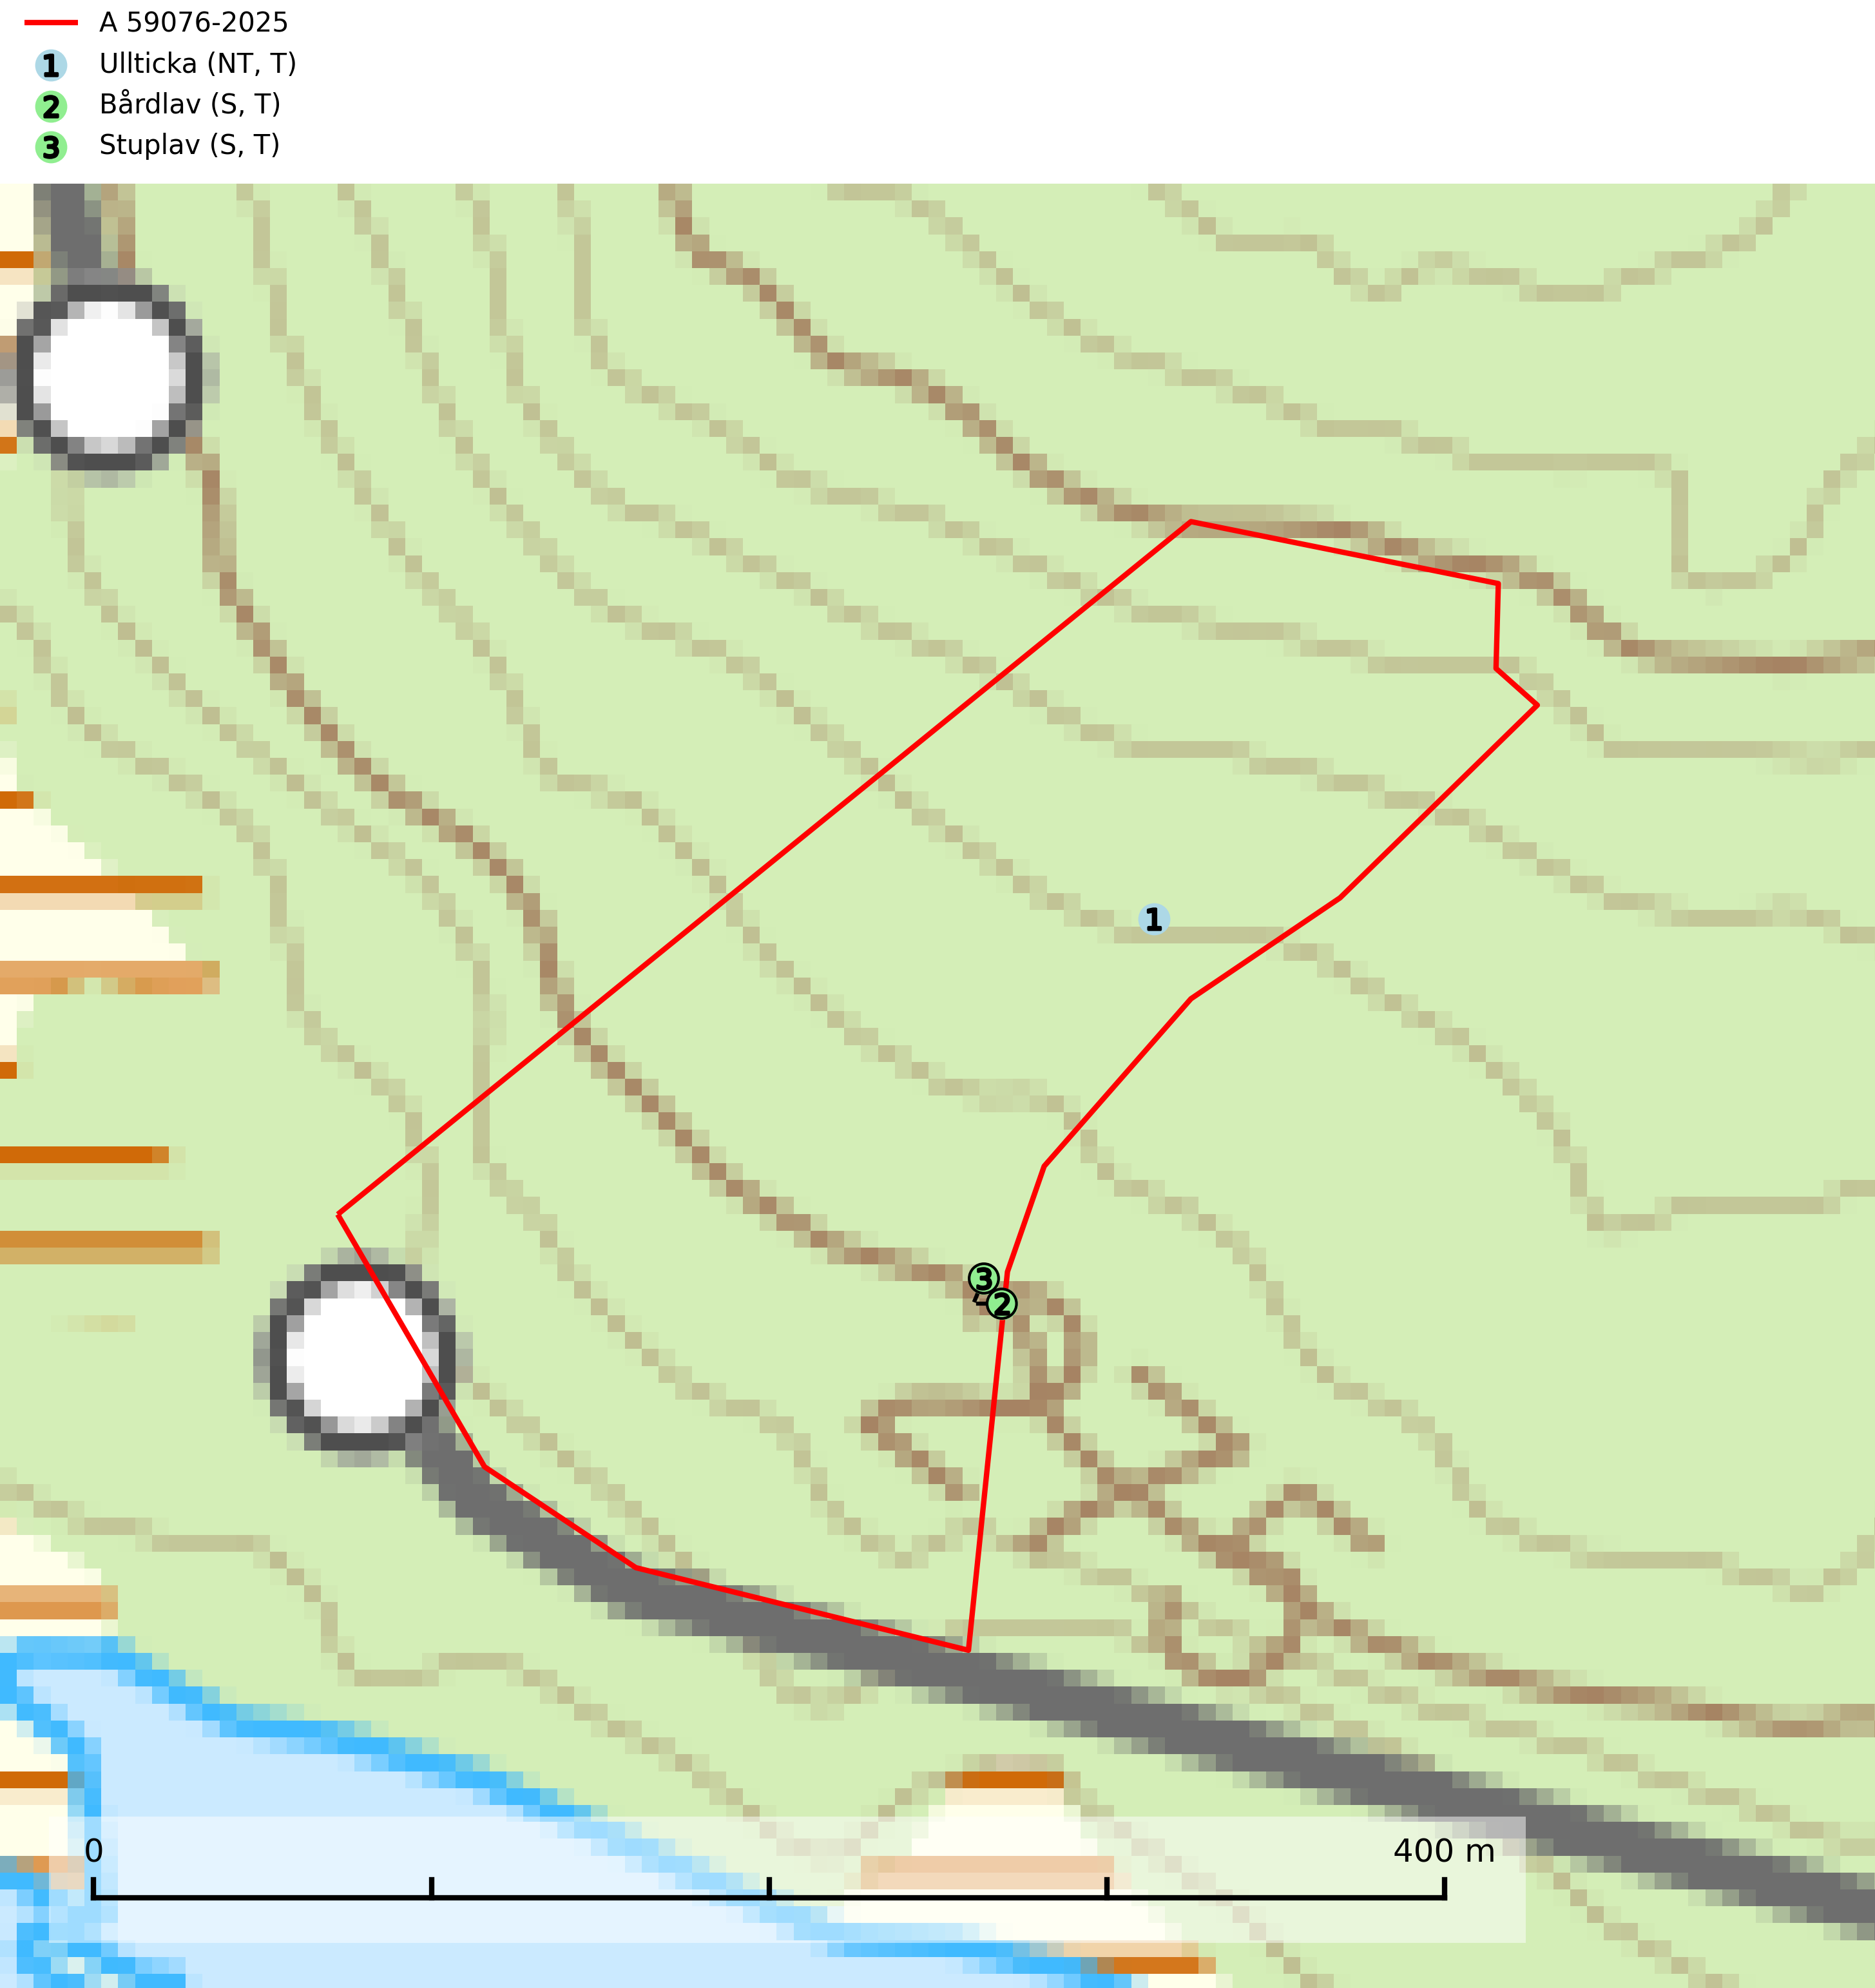 A 59076-2025
1 Ullticka (NT, T)
2 Bårdlav (S, T)
3 Stuplav (S, T)
1
3
2
0 400 m